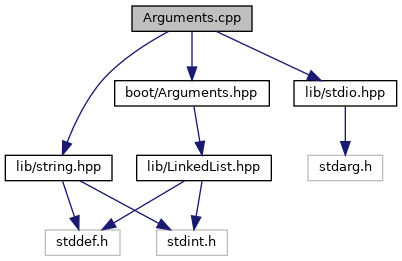 Arguments.cpp
boot/Arguments.hpp
lib/stdio.hpp
lib/string.hpp
lib/LinkedList.hpp
stdarg.h
stddef.h
stdint.h